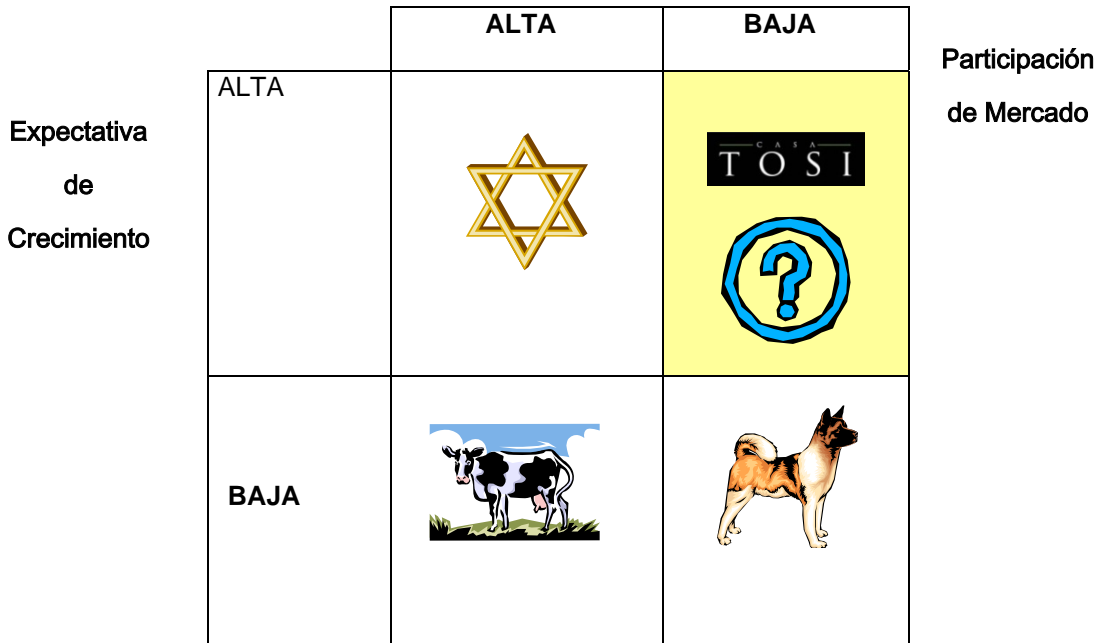 ALTA
BAJA
Participación
de Mercado
ALTA
Expectativa
de
Crecimiento
CASA
TOSI
?
BAJA